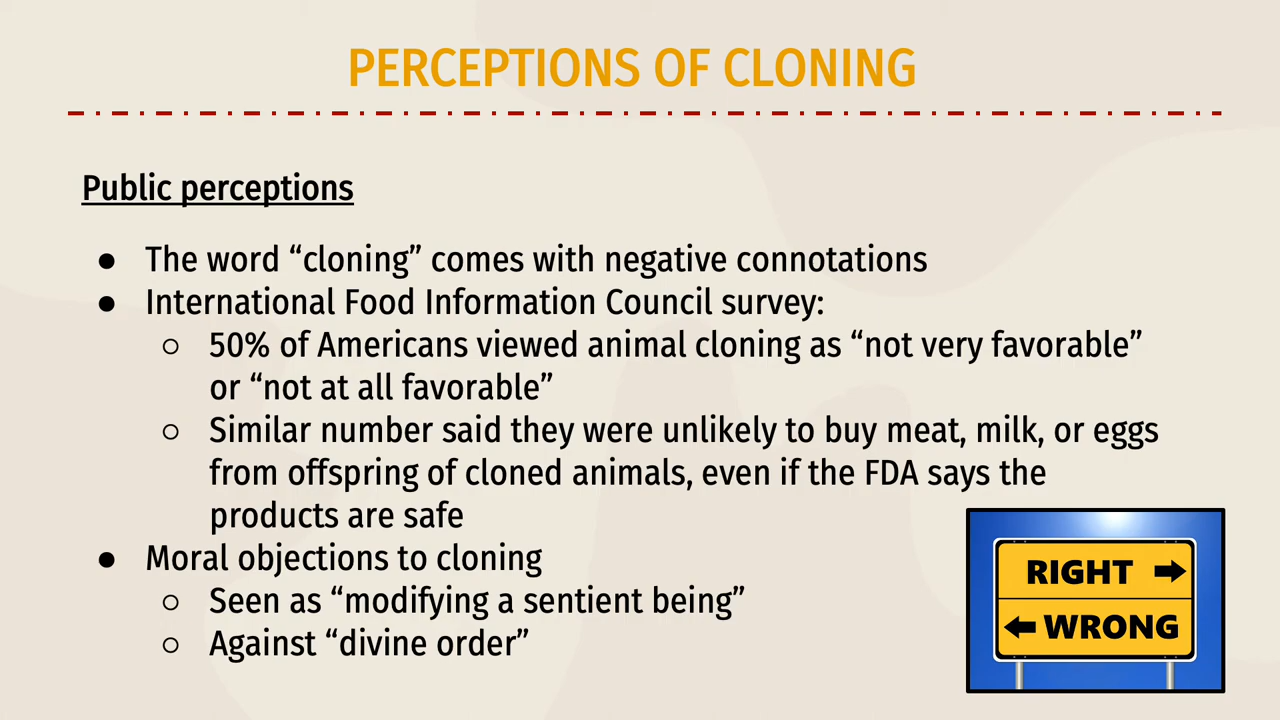 PERCEPTIONS OF CLONING
Public perceptions
● The word “cloning” comes with negative connotations
● International Food Information Council survey:
○ 50% of Americans viewed animal cloning as “not very favorable”
or “not at all favorable”
○ Similar number said they were unlikely to buy meat, milk, or eggs
from offspring of cloned animals, even if the FDA says the
products are safe
● Moral objections to cloning
○ Seen as “modifying a sentient being”
○ Against “divine order”
RIGHT
WRONG